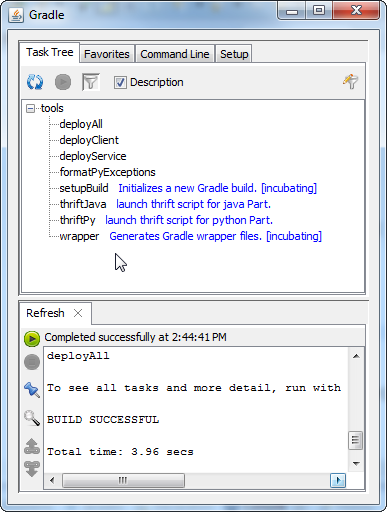 Gradle
Task Tree Favorites Command Line Setup
Description
tools
deployAll
deployClient
deployService
formatPyExceptions
setupBuild Initializes a new Gradle build. [incubating]
thriftJava launch thrift script for java Part.
thriftPy launch thrift script for python Part.
wrapper Generates Gradle wrapper files. [incubating]
Refresh
Completed successfully at 2:44:41 PM
deployAll
To see all tasks and more detail, run with
BUILD SUCCESSFUL
Total time: 3.96 secs